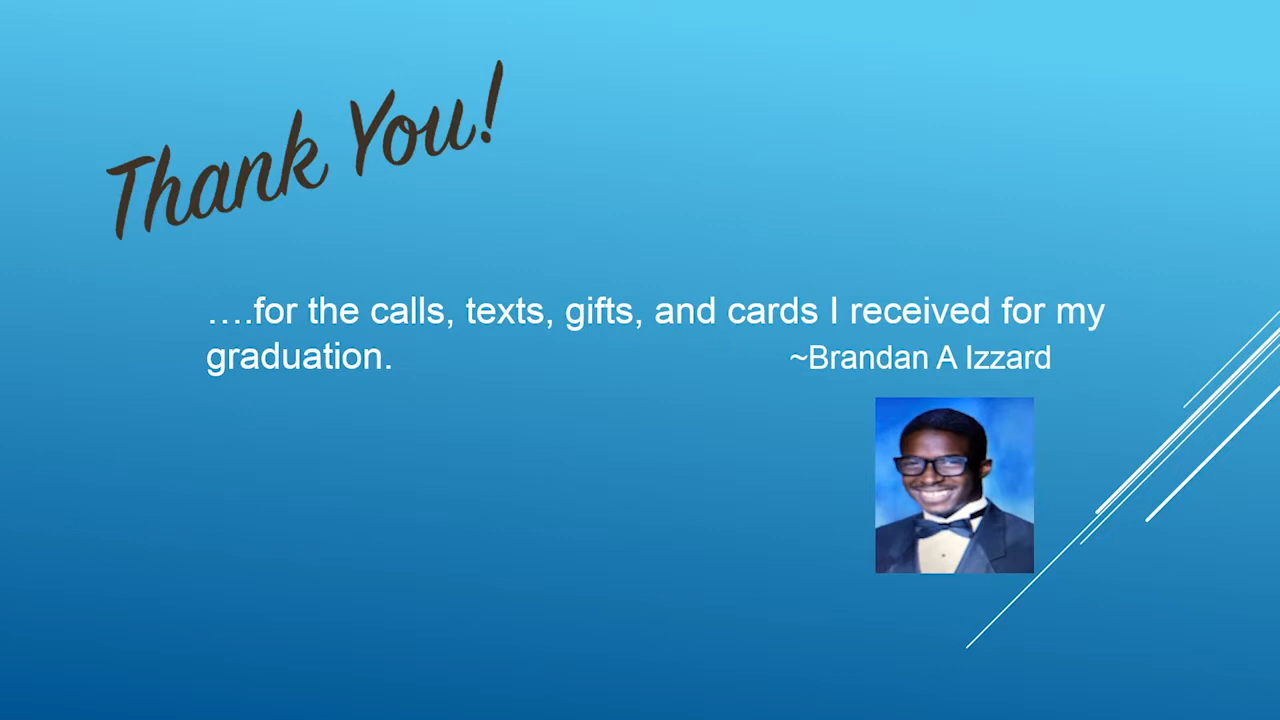 Thank You!
….for the calls, texts, gifts, and cards I received for my
graduation. ~Brandan A Izzard